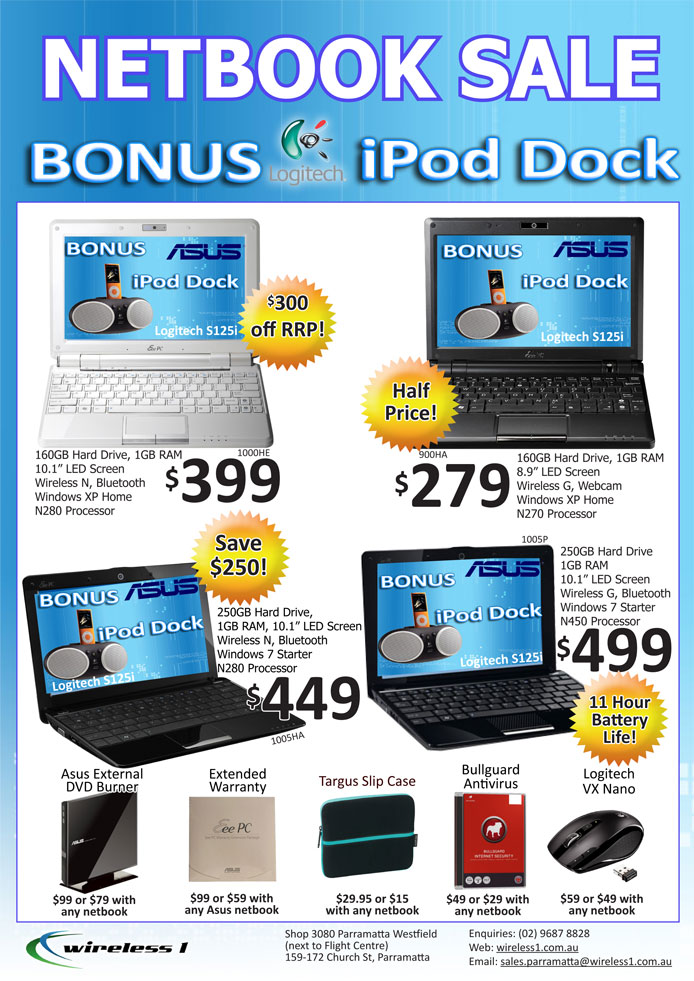 NETBOOK SALE
BONUS Logitech iPod Dock
BONUS ASUS
iPod Dock
Logitech S125i
Eee PC
$300
off RRP!
160GB Hard Drive, 1GB RAM
10.1” LED Screen
Wireless N, Bluetooth
Windows XP Home
N280 Processor
1000HE
$399
BONUS ASUS
iPod Dock
Logitech S125i
Eee PC
Half
Price!
900HA
$279
160GB Hard Drive, 1GB RAM
8.9” LED Screen
Wireless G, Webcam
Windows XP Home
N270 Processor
BONUS ASUS
iPod Dock
Logitech S125i
Save
$250!
250GB Hard Drive,
1GB RAM, 10.1” LED Screen
Wireless N, Bluetooth
Windows 7 Starter
N280 Processor
$449
1005HA
1005P
BONUS ASUS
iPod Dock
Logitech S125i
250GB Hard Drive
1GB RAM
10.1” LED Screen
Wireless G, Bluetooth
Windows 7 Starter
N450 Processor
$499
11 Hour
Battery
Life!
Asus External
DVD Burner
ASUS
$99 or $79 with
any netbook
Extended
Warranty
Eee PC
ASUS
$99 or $59 with
any Asus netbook
Targus Slip Case
$29.95 or $15
with any netbook
Bullguard
Antivirus
BULLGUARD
INTERNET SECURITY
$49 or $29 with
any netbook
Logitech
VX Nano
$59 or $49 with
any netbook
wireless 1
Shop 3080 Parramatta Westfield
(next to Flight Centre)
159-172 Church St, Parramatta
Enquiries: (02) 9687 8828
Web: wireless1.com.au
Email: sales.parramatta@wireless1.com.au